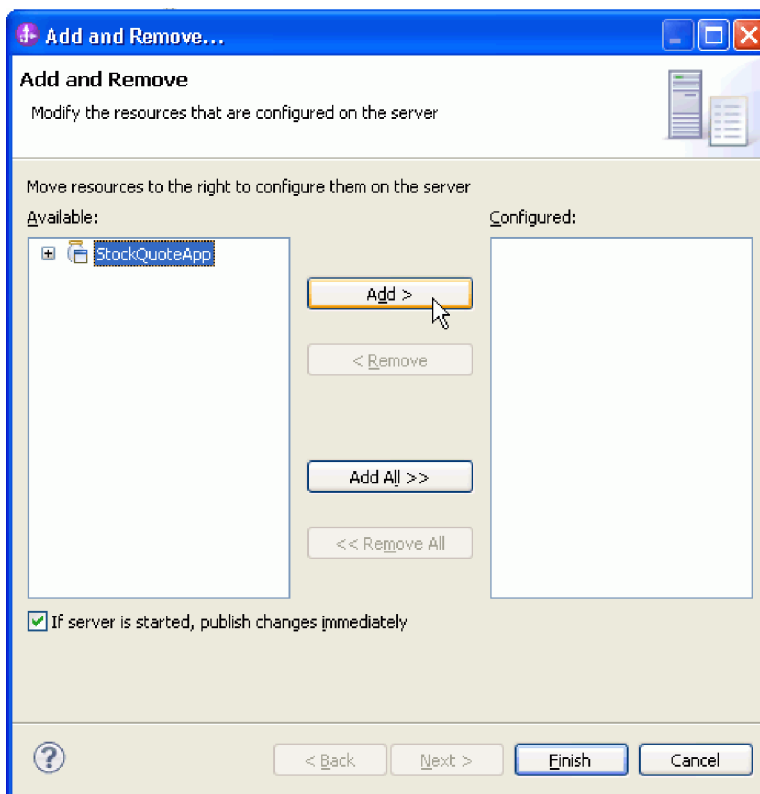 Add and Remove...
Add and Remove
Modify the resources that are configured on the server
Move resources to the right to configure them on the server
Available:
Configured:
StockQuoteApp
Add >
< Remove
Add All >>
<< Remove All
If server is started, publish changes immediately
?
< Back
Next >
Finish
Cancel